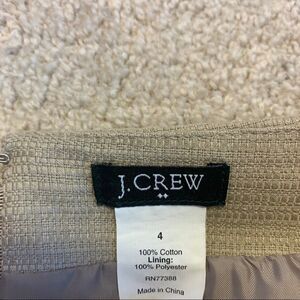 J.CREW
4
100% Cotton
Lining:
100% Polyester
RN77388
Made in China